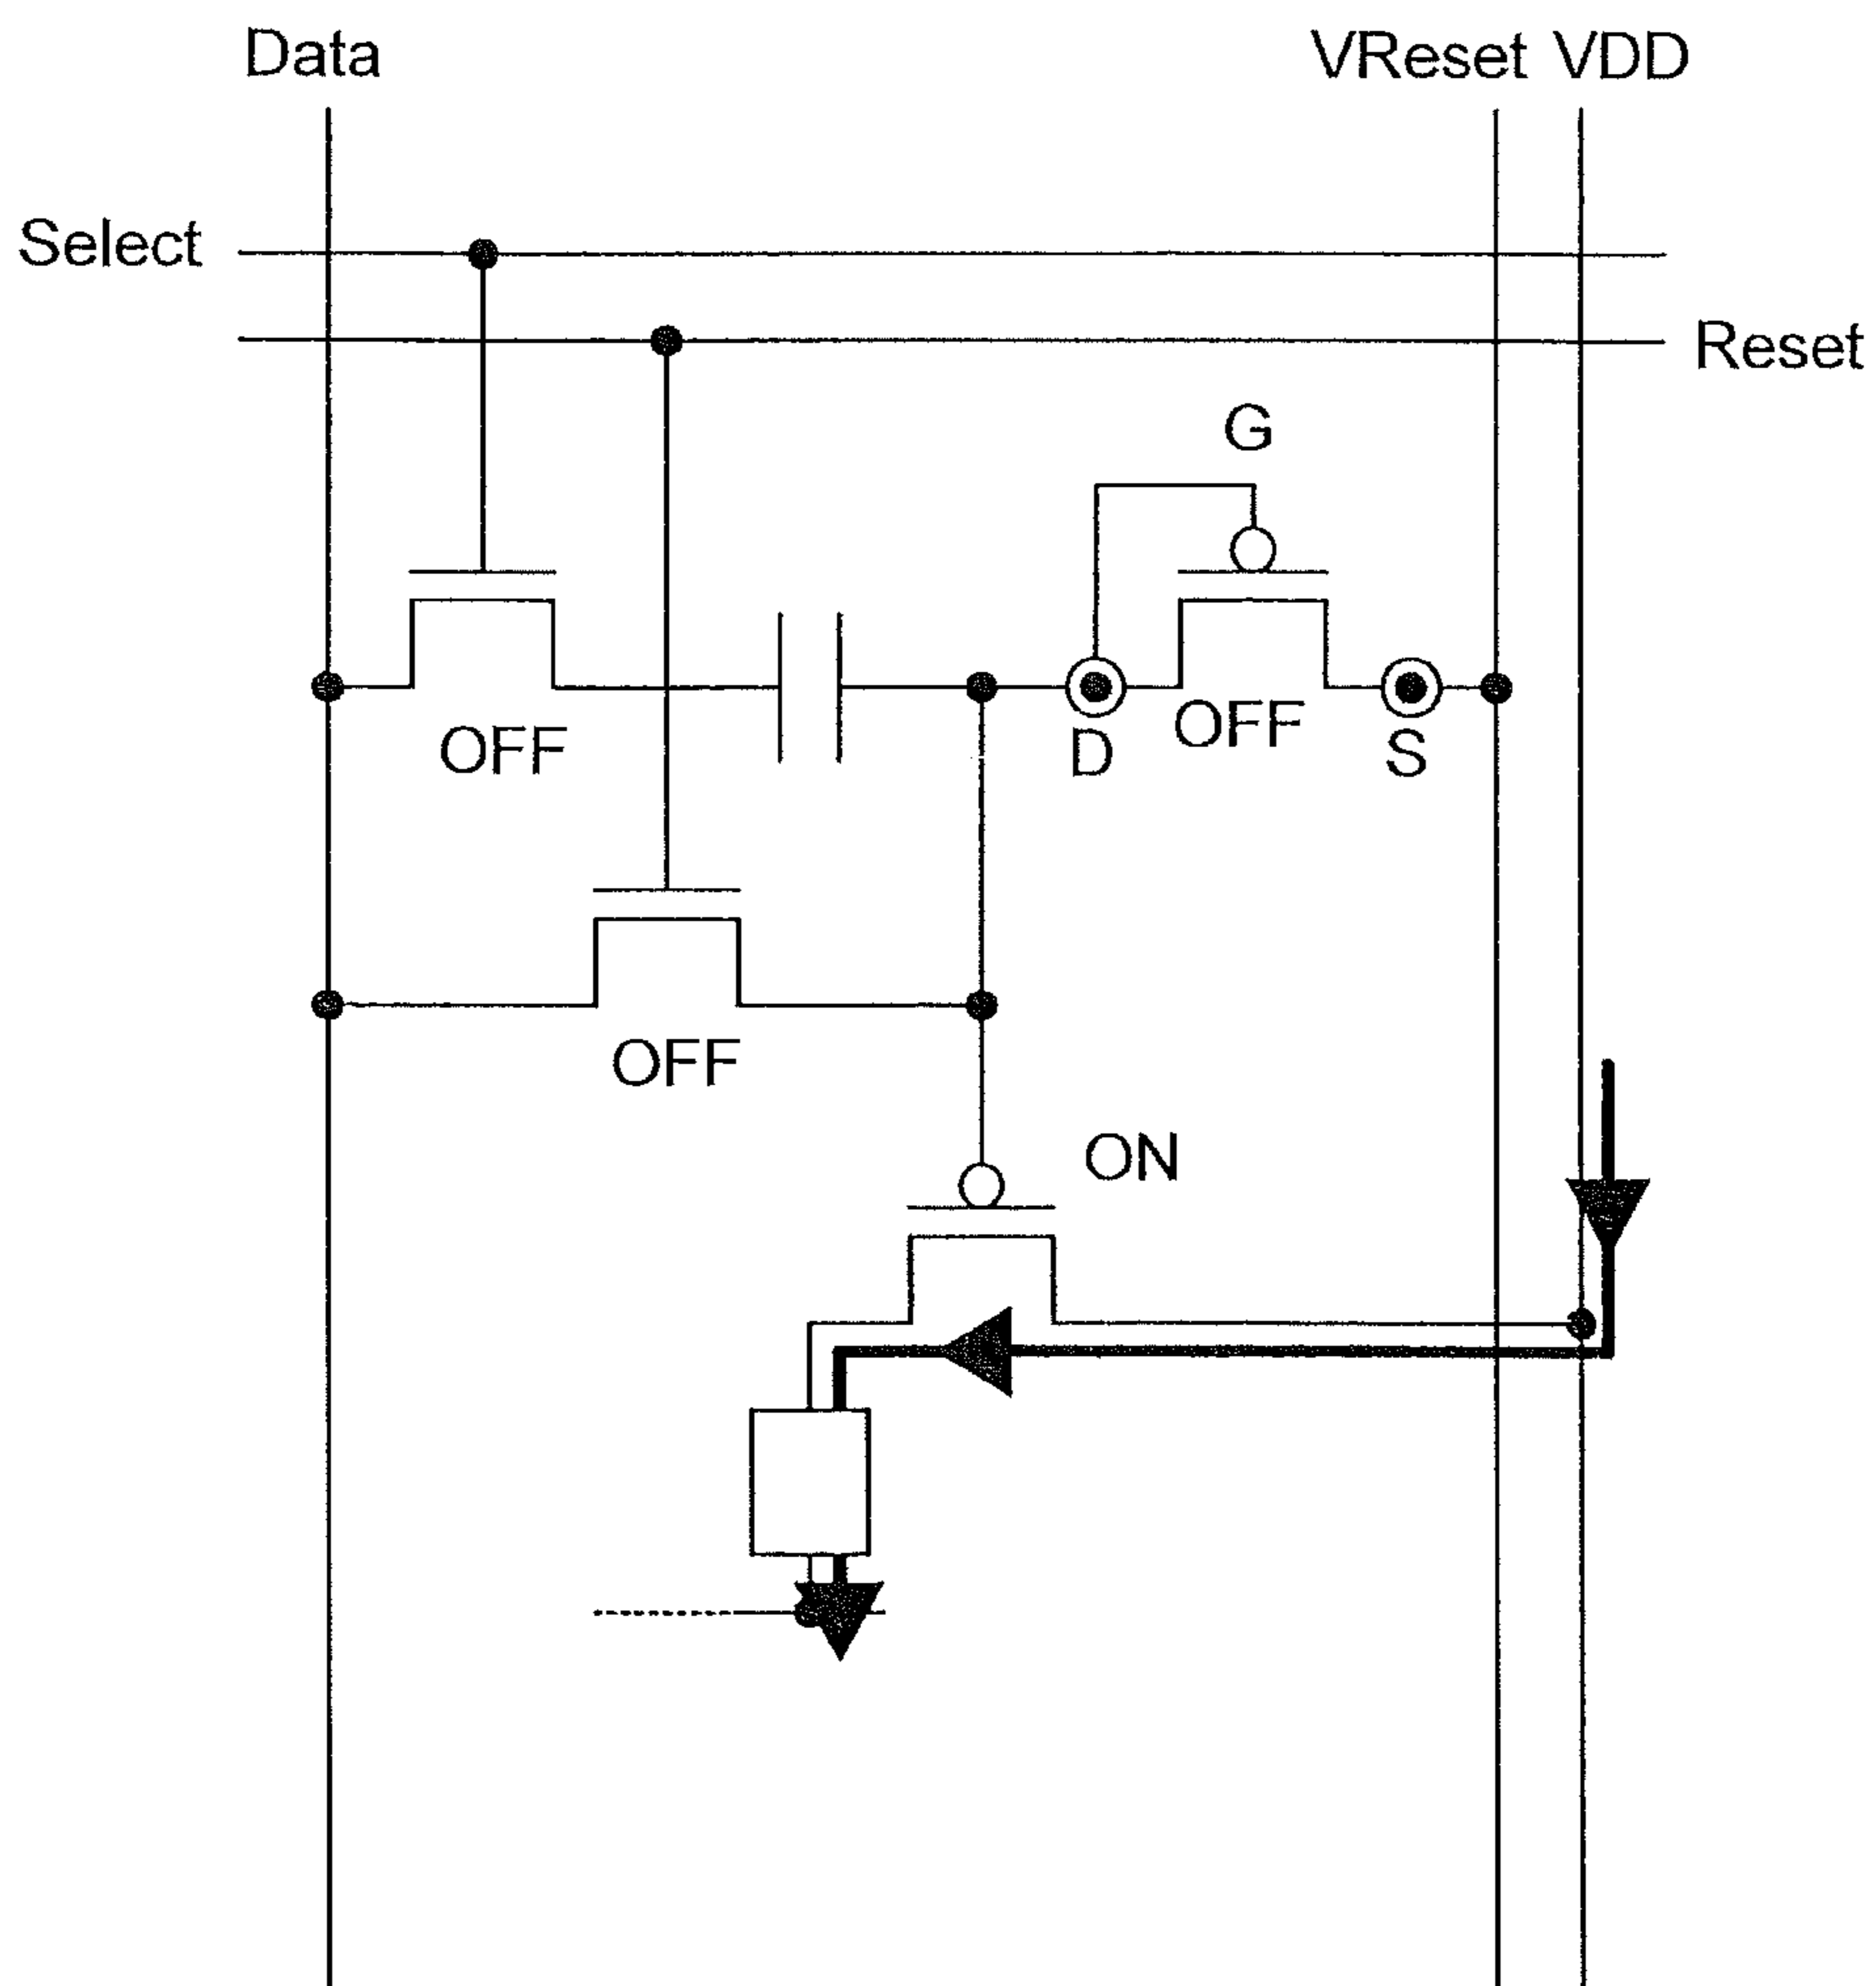 Data
VReset VDD
Select
Reset
G
OFF
D
OFF
S
OFF
ON